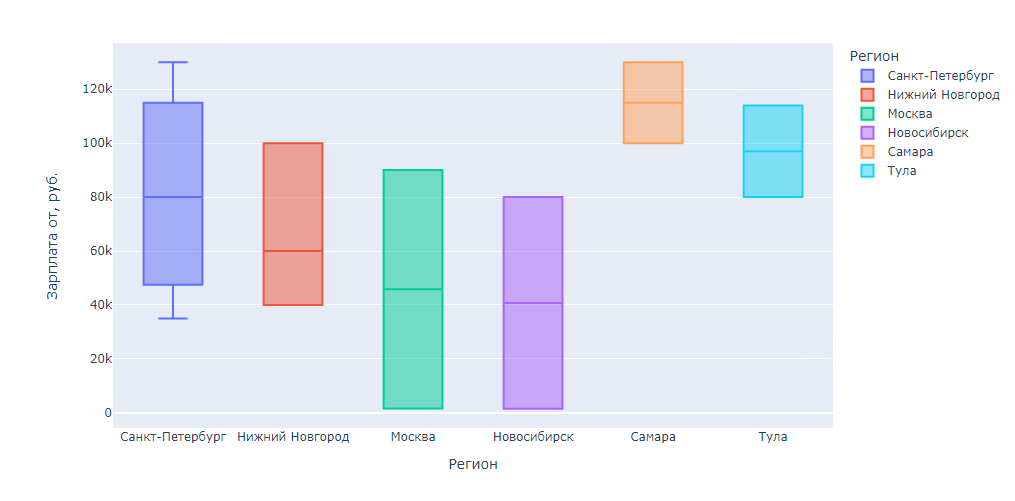 120k
100k
80k
60k
40k
20k
0
Зарплата от, руб.
Санкт-Петербург
Нижний Новгород
Москва
Новосибирск
Самара
Тула
Регион
Регион
Санкт-Петербург
Нижний Новгород
Москва
Новосибирск
Самара
Тула